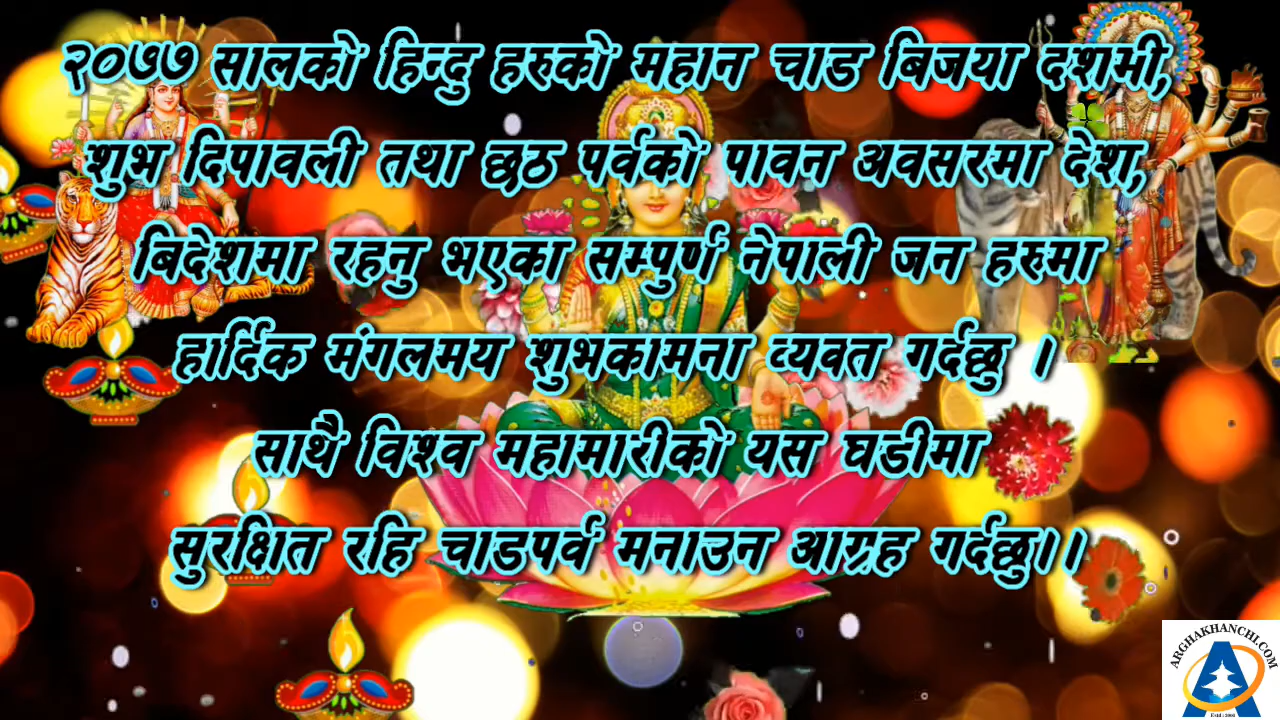 २०७७ सालको हिन्दु हरुको महान चाड बिजया दशमी,
शुभ दिपावली तथा छठ पर्वको पावन अवसरमा देश,
बिदेशमा रहनु भएका सम्पुर्ण नेपाली जन हरुमा
हार्दिक मंगलमय शुभकामना व्यक्त गर्दछु ।
साथै विश्व महामारीको यस घडीमा
सुरक्षित रहि चाडपर्व मनाउन आग्रह गर्दछु।।
ARGHAKHANCHI.COM